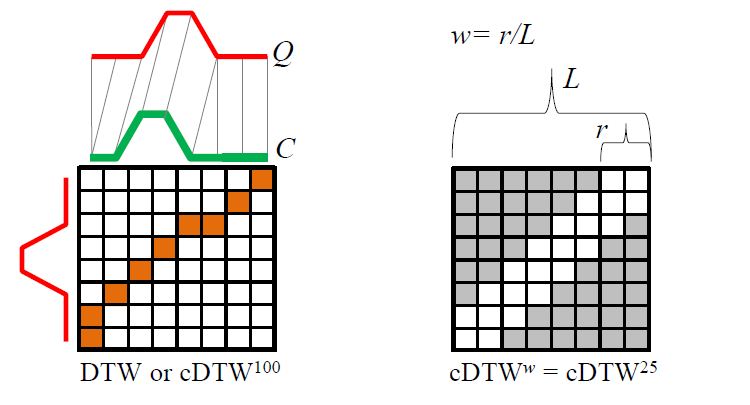 Q
C
DTW or cDTW¹⁰⁰
w= r/L
L
r
cDTWʷ = cDTW²⁵